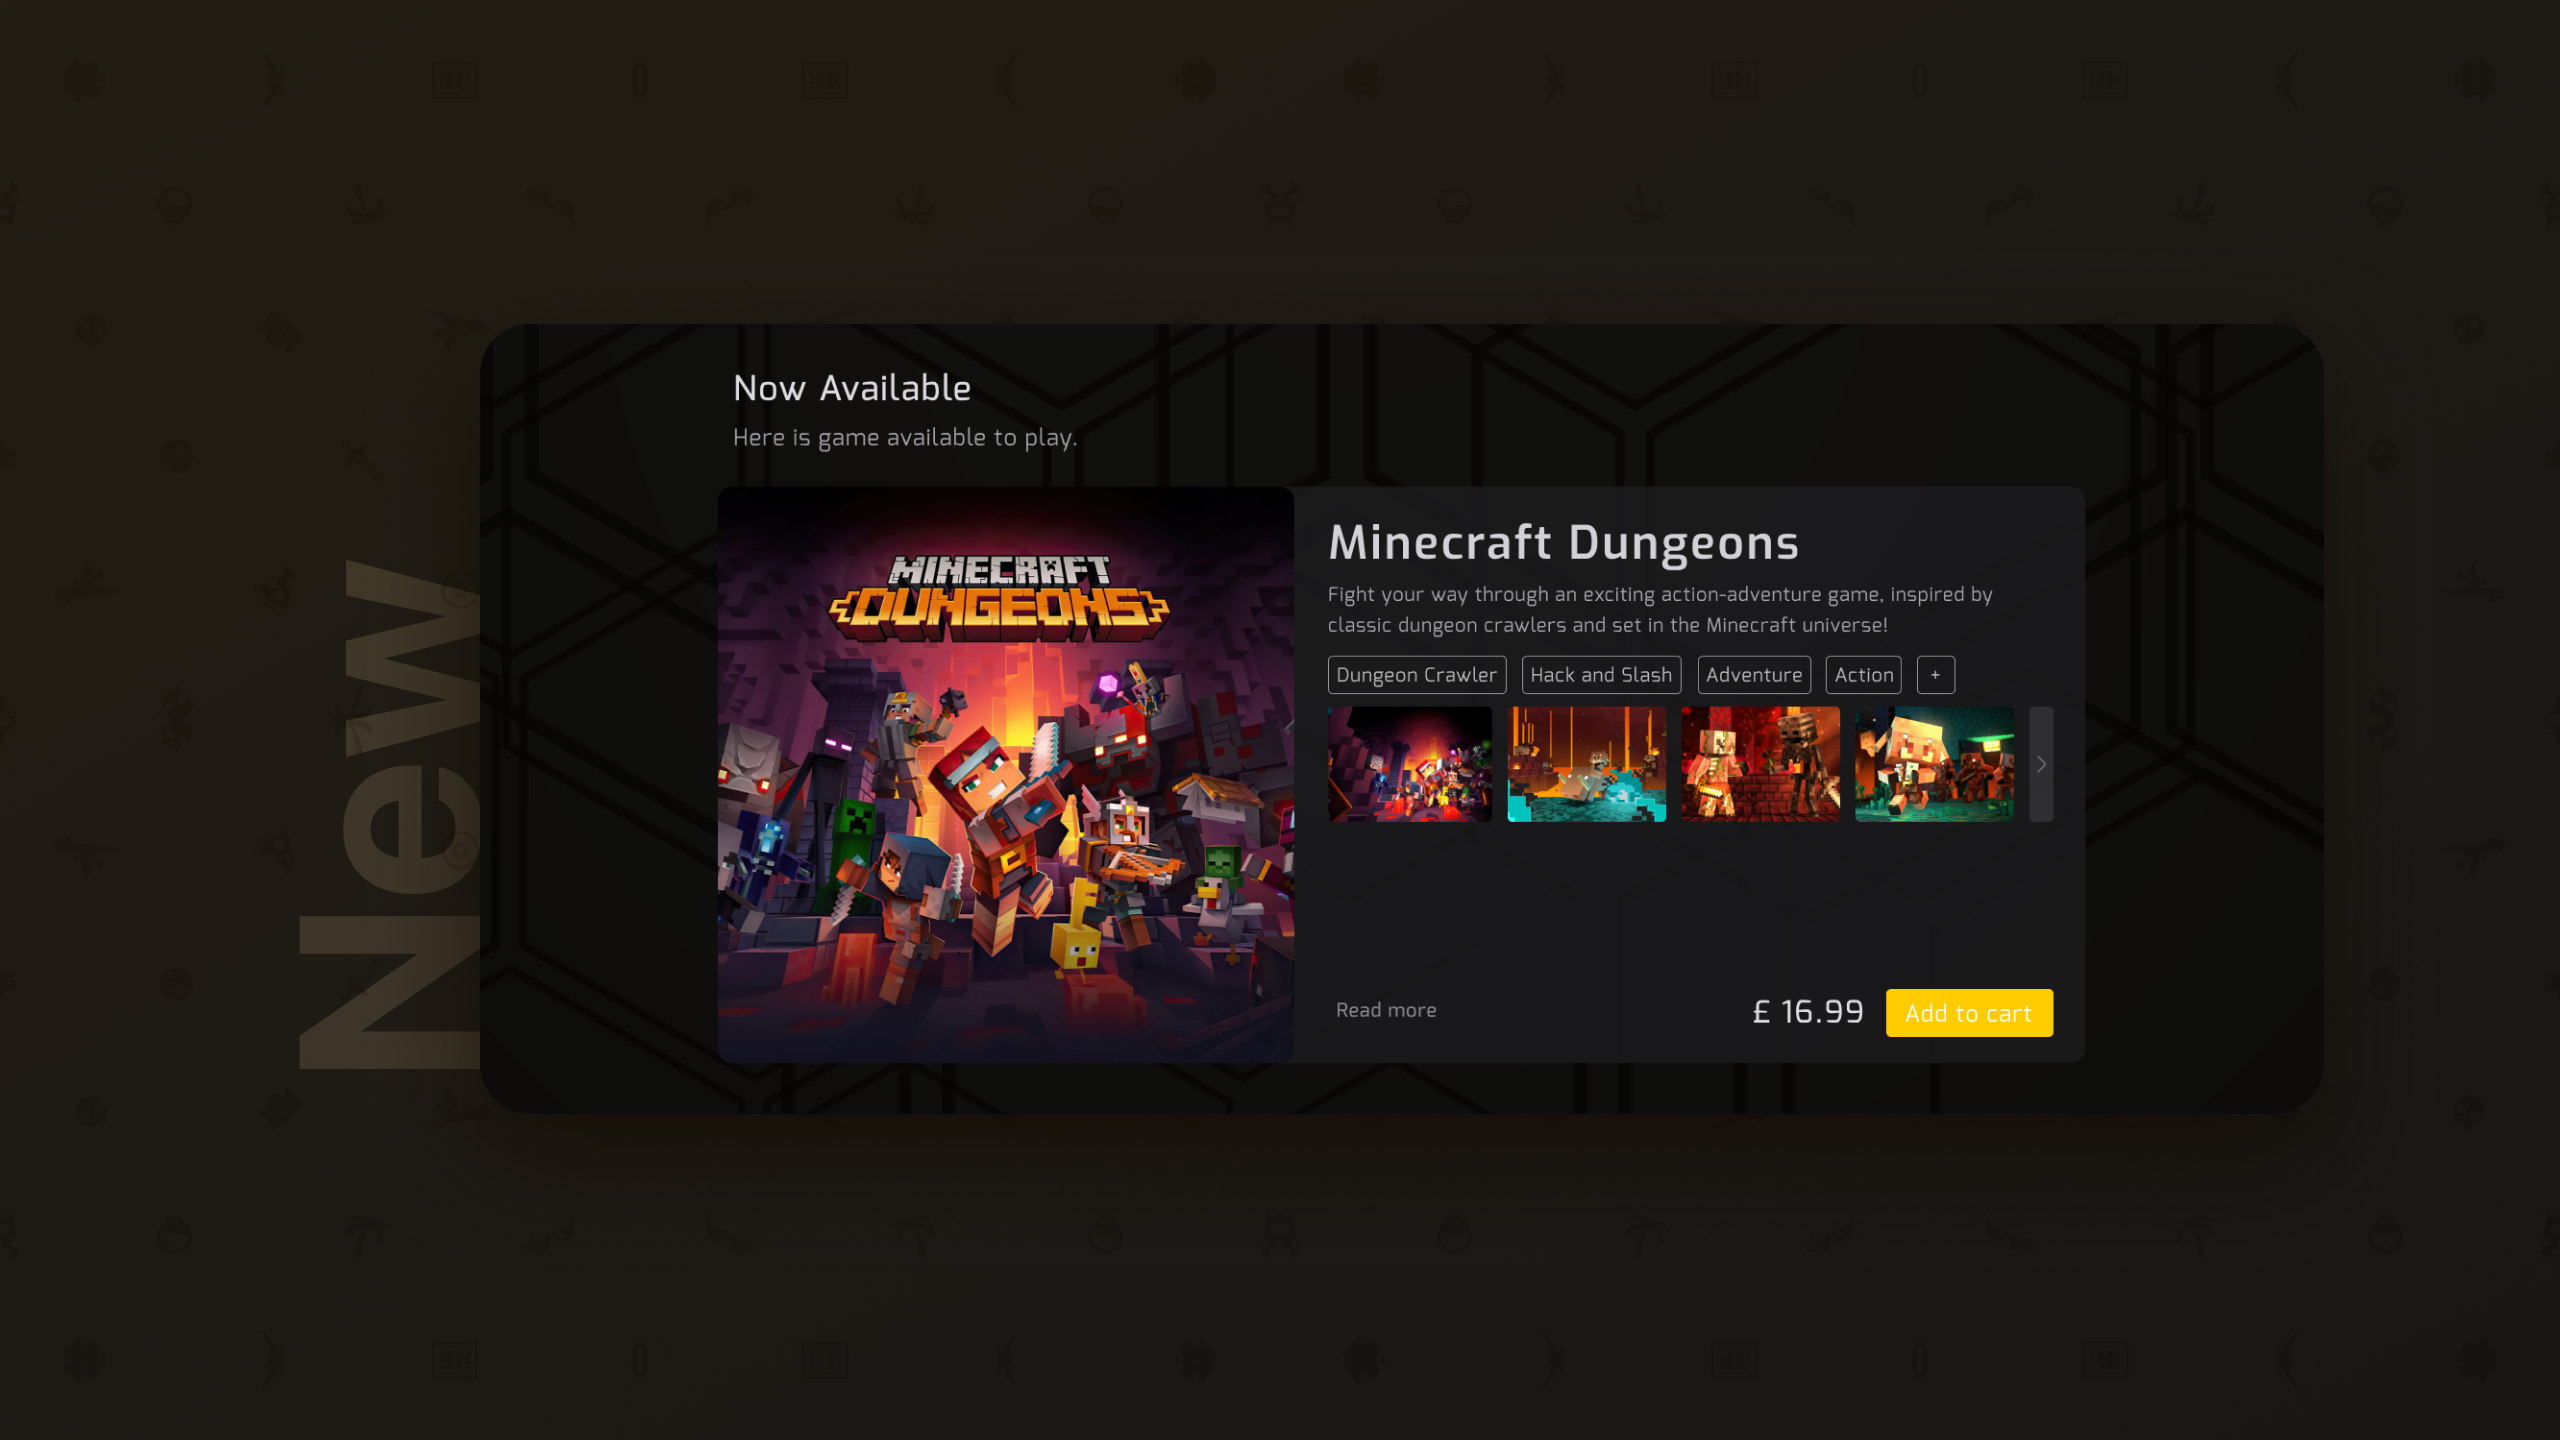 New
Now Available
Here is game available to play.
MINECRAFT
DUNGEONS
Minecraft Dungeons
Fight your way through an exciting action-adventure game, inspired by
classic dungeon crawlers and set in the Minecraft universe!
Dungeon Crawler Hack and Slash Adventure Action +
Read more £ 16.99 Add to cart